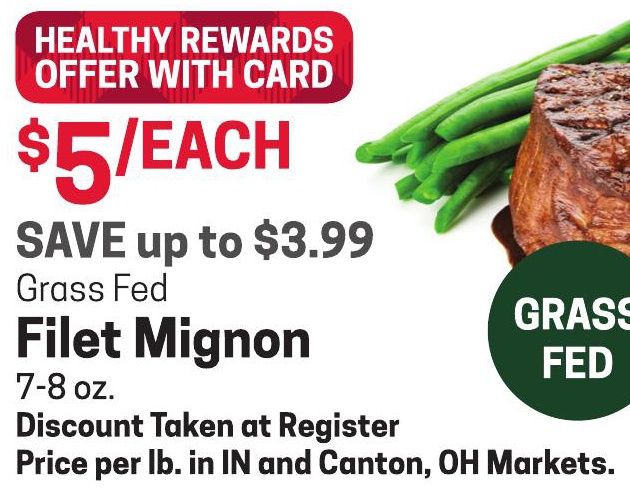 HEALTHY REWARDS
OFFER WITH CARD
$5/EACH
SAVE up to $3.99
Grass Fed
Filet Mignon
7-8 oz.
Discount Taken at Register
Price per lb. in IN and Canton, OH Markets.
GRASS
FED